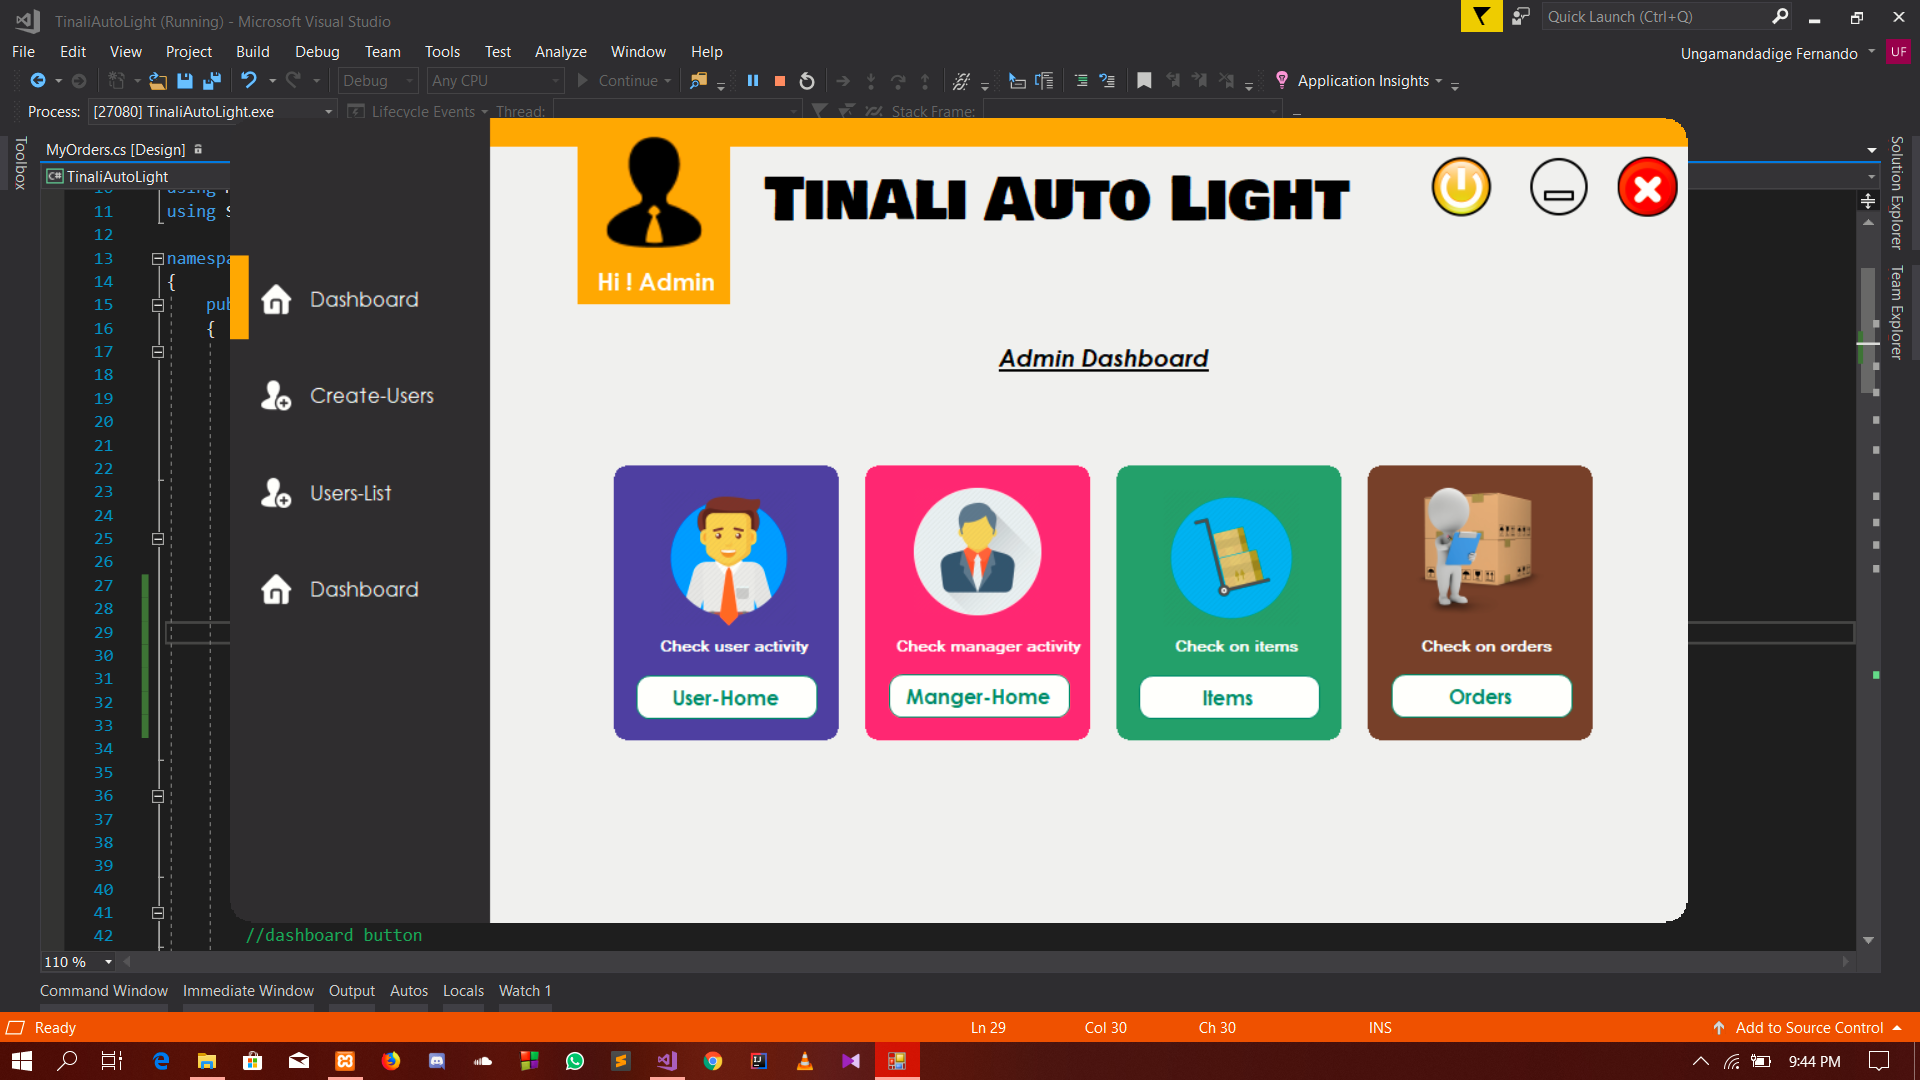 TinaliAutoLight (Running) - Microsoft Visual Studio
Quick Launch (Ctrl+Q)
File Edit View Project Build Debug Team Tools Test Analyze Window Help
Ungamandadige Fernando UF
Debug Any CPU Continue Application Insights
Process: [27080] TinaliAutoLight.exe Lifecycle Events Thread: Stack Frame:
Toolbox
MyOrders.cs [Design]
TinaliAutoLight
Solution Explorer
Team Explorer
11 using S
12
13 namespa
14 {
15 pub
16 {
17
18
19
20
21
22
23
24
25
26
27
28
29
30
31
32
33
34
35
36
37
38
39
40
41
42 //dashboard button
Dashboard
Create-Users
Users-List
Dashboard
Hi ! Admin
Tinali Auto Light
Admin Dashboard
Check user activity
User-Home
Check manager activity
Manger-Home
Check on items
Items
Check on orders
Orders
110 %
Command Window Immediate Window Output Autos Locals Watch 1
Ready Ln 29 Col 30 Ch 30 INS Add to Source Control
9:44 PM